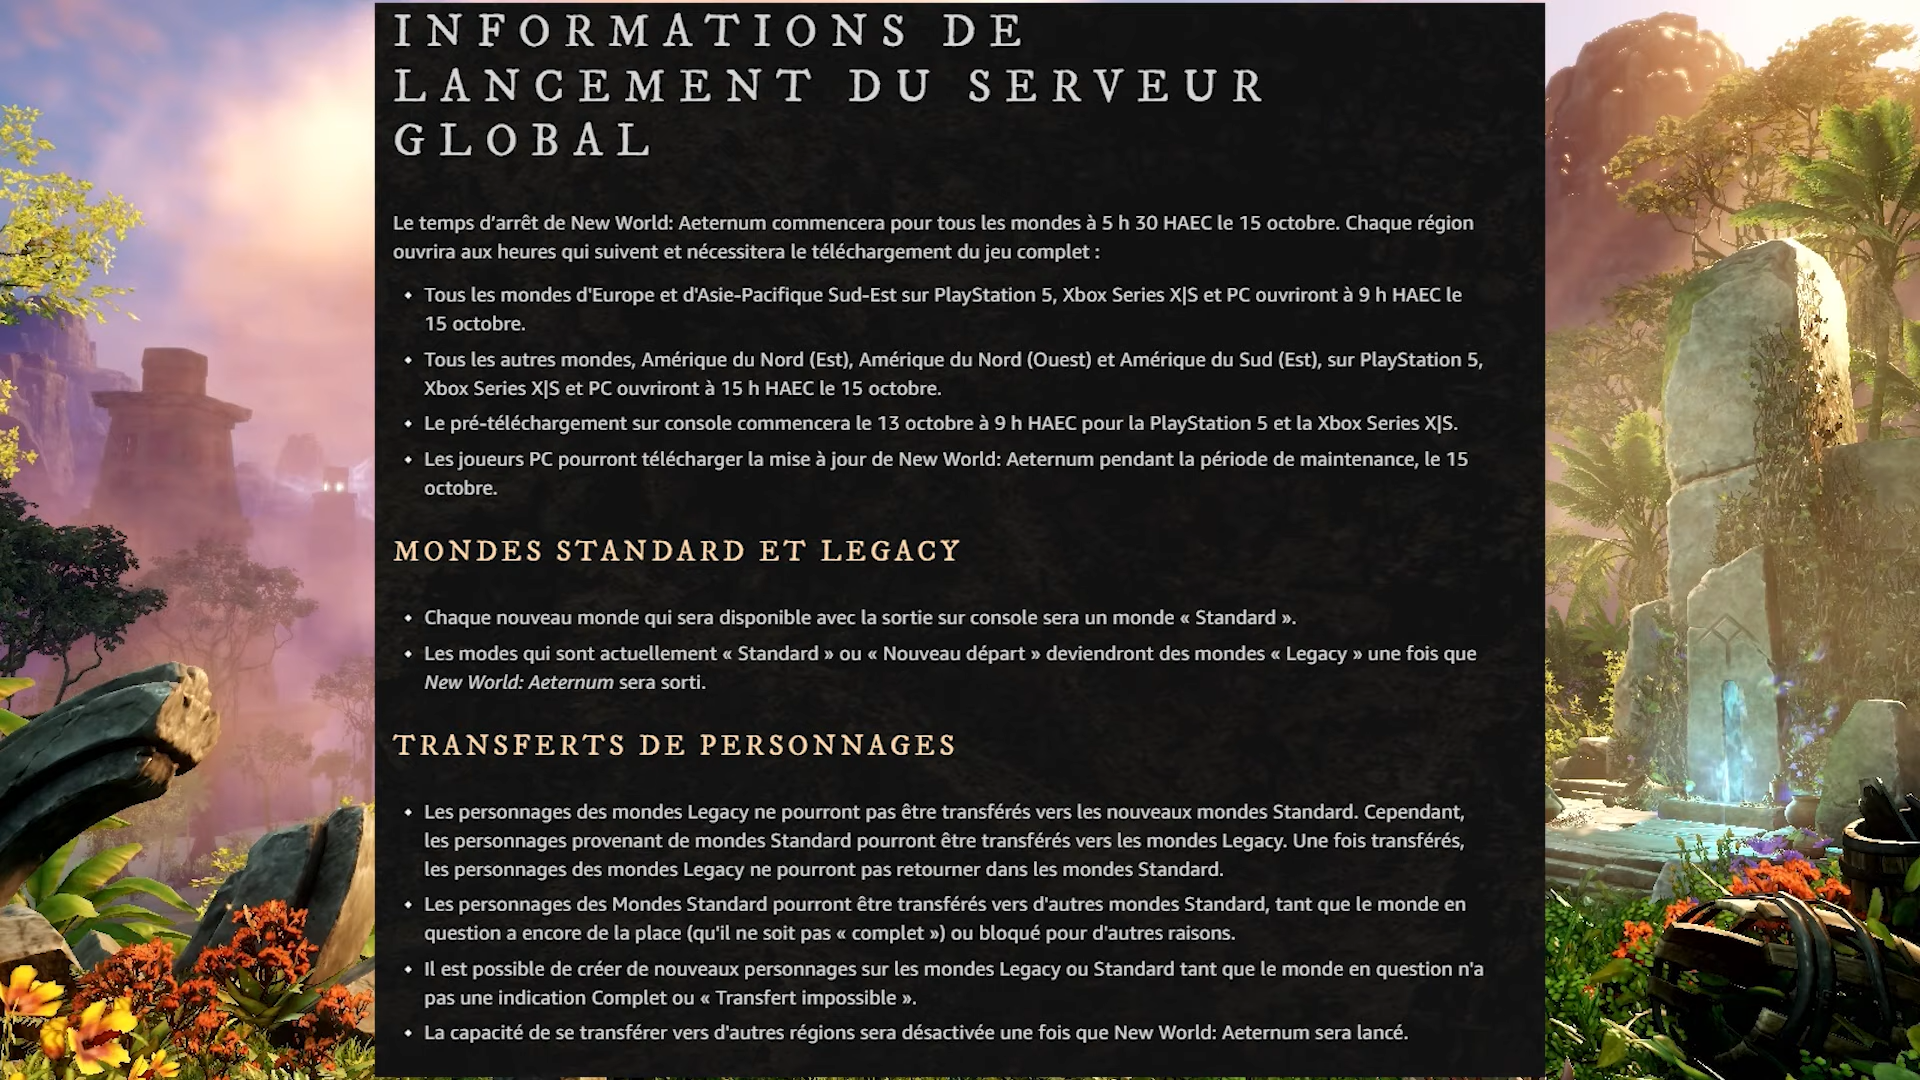 INFORMATIONS DE
LANCEMENT DU SERVEUR
GLOBAL
Le temps d’arrêt de New World: Aeternum commencera pour tous les mondes à 5 h 30 HAEC le 15 octobre. Chaque région
ouvrira aux heures qui suivent et nécessitera le téléchargement du jeu complet :
• Tous les mondes d'Europe et d'Asie-Pacifique Sud-Est sur PlayStation 5, Xbox Series X|S et PC ouvriront à 9 h HAEC le
15 octobre.
• Tous les autres mondes, Amérique du Nord (Est), Amérique du Nord (Ouest) et Amérique du Sud (Est), sur PlayStation 5,
Xbox Series X|S et PC ouvriront à 15 h HAEC le 15 octobre.
• Le pré-téléchargement sur console commencera le 13 octobre à 9 h HAEC pour la PlayStation 5 et la Xbox Series X|S.
• Les joueurs PC pourront télécharger la mise à jour de New World: Aeternum pendant la période de maintenance, le 15
octobre.
MONDES STANDARD ET LEGACY
• Chaque nouveau monde qui sera disponible avec la sortie sur console sera un monde « Standard ».
• Les modes qui sont actuellement « Standard » ou « Nouveau départ » deviendront des mondes « Legacy » une fois que
New World: Aeternum sera sorti.
TRANSFERTS DE PERSONNAGES
• Les personnages des mondes Legacy ne pourront pas être transférés vers les nouveaux mondes Standard. Cependant,
les personnages provenant de mondes Standard pourront être transférés vers les mondes Legacy. Une fois transférés,
les personnages des mondes Legacy ne pourront pas retourner dans les mondes Standard.
• Les personnages des Mondes Standard pourront être transférés vers d'autres mondes Standard, tant que le monde en
question a encore de la place (qu'il ne soit pas « complet ») ou bloqué pour d'autres raisons.
• Il est possible de créer de nouveaux personnages sur les mondes Legacy ou Standard tant que le monde en question n'a
pas une indication Complet ou « Transfert impossible ».
• La capacité de se transférer vers d'autres régions sera désactivée une fois que New World: Aeternum sera lancé.